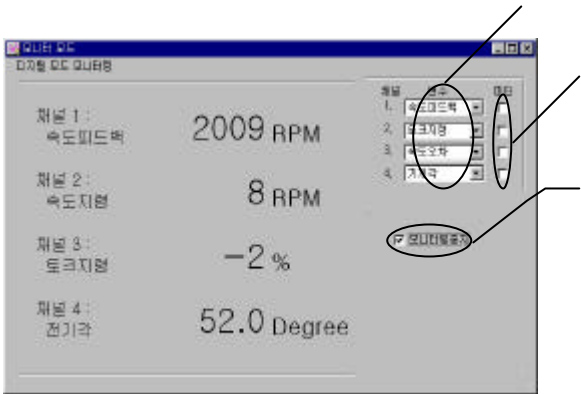 모니터 모드
디지털 모드 모니터링
채널 1 :
속도피드백
2009 RPM
채널 2 :
속도지령
8 RPM
채널 3 :
토크지령
-2 %
채널 4 :
전기각
52.0 Degree
채널 변수
1. 속도피드백
2. 토크지령
3. 속도오차
4.
모니터링중지